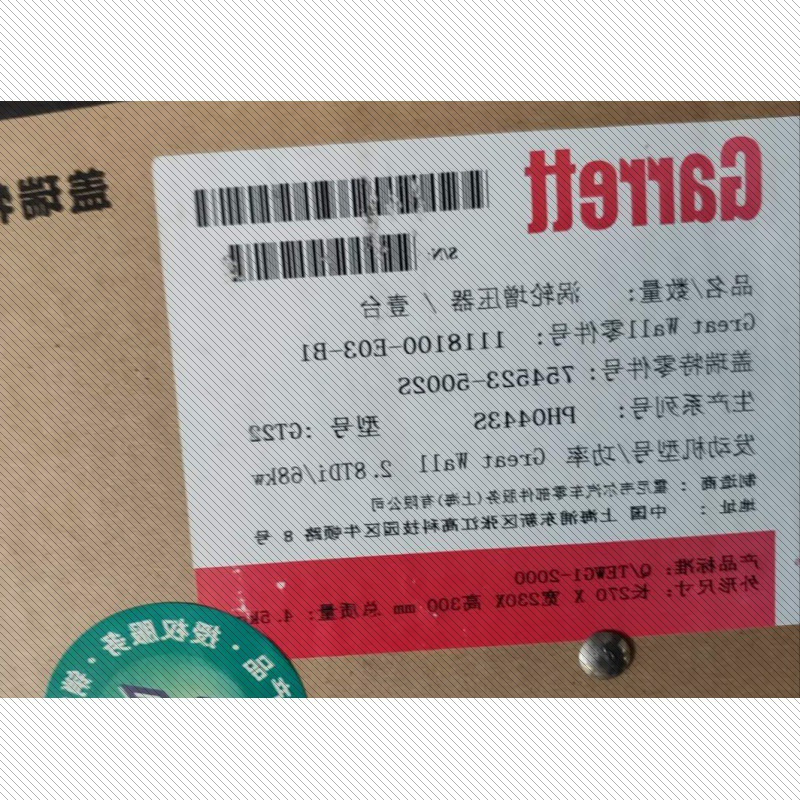 Garrett
S/N:
品名/数量: 涡轮增压器 / 壹台
Great Wall零件号: 1118100-E03-B1
盖瑞特零件号: 754523-5002S
生产系列号: PH0443S 型号 :GT22
发动机型号/功率 Great Wall 2.8TDi/68kw
制造商 : 霍尼韦尔汽车零部件服务(上海)有限公司
地址 : 中国 上海浦东新区张江高科技园区牛顿路 8 号
产品标准: Q/TEWG1-2000
外形尺寸: 长270 X 宽230X 高300 mm 总质量: 4.5kg
盖瑞特
产品 · 授权服务 ·